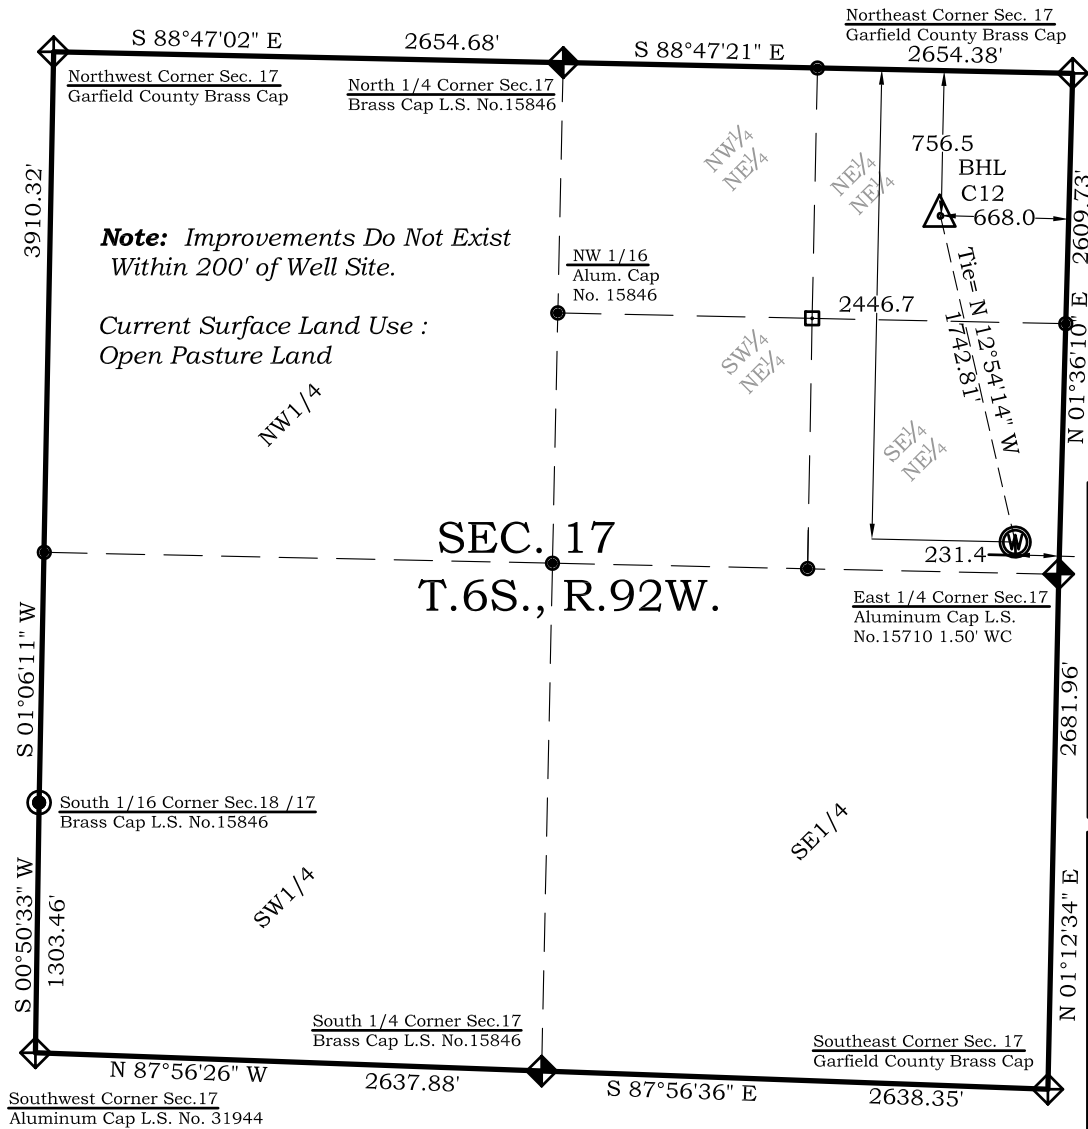 Northeast Corner Sec. 17
Garfield County Brass Cap
S 88°47'02" E
2654.68'
S 88°47'21" E
2654.38'
Northwest Corner Sec. 17
Garfield County Brass Cap
North 1/4 Corner Sec.17
Brass Cap L.S. No.15846
NW¼
NE¼
NE¼
NE¼
756.5
BHL
C12
668.0
3910.32'
2609.73'
Note: Improvements Do Not Exist
Within 200' of Well Site.
Current Surface Land Use :
Open Pasture Land
NW 1/16
Alum. Cap
No. 15846
2446.7
Tie= N 12°54'14" W
1742.81'
N 01°36'10" E
SW¼
NE¼
NW1/4
SE¼
NE¼
SEC. 17
T.6S., R.92W.
231.4
East 1/4 Corner Sec.17
Aluminum Cap L.S.
No.15710 1.50' WC
S 01°06'11" W
2681.96'
South 1/16 Corner Sec.18 /17
Brass Cap L.S. No.15846
SE1/4
SW1/4
S 00°50'33" W
1303.46'
N 01°12'34" E
South 1/4 Corner Sec.17
Brass Cap L.S. No.15846
Southeast Corner Sec. 17
Garfield County Brass Cap
N 87°56'26" W
2637.88'
S 87°56'36" E
2638.35'
Southwest Corner Sec.17
Aluminum Cap L.S. No. 31944
W